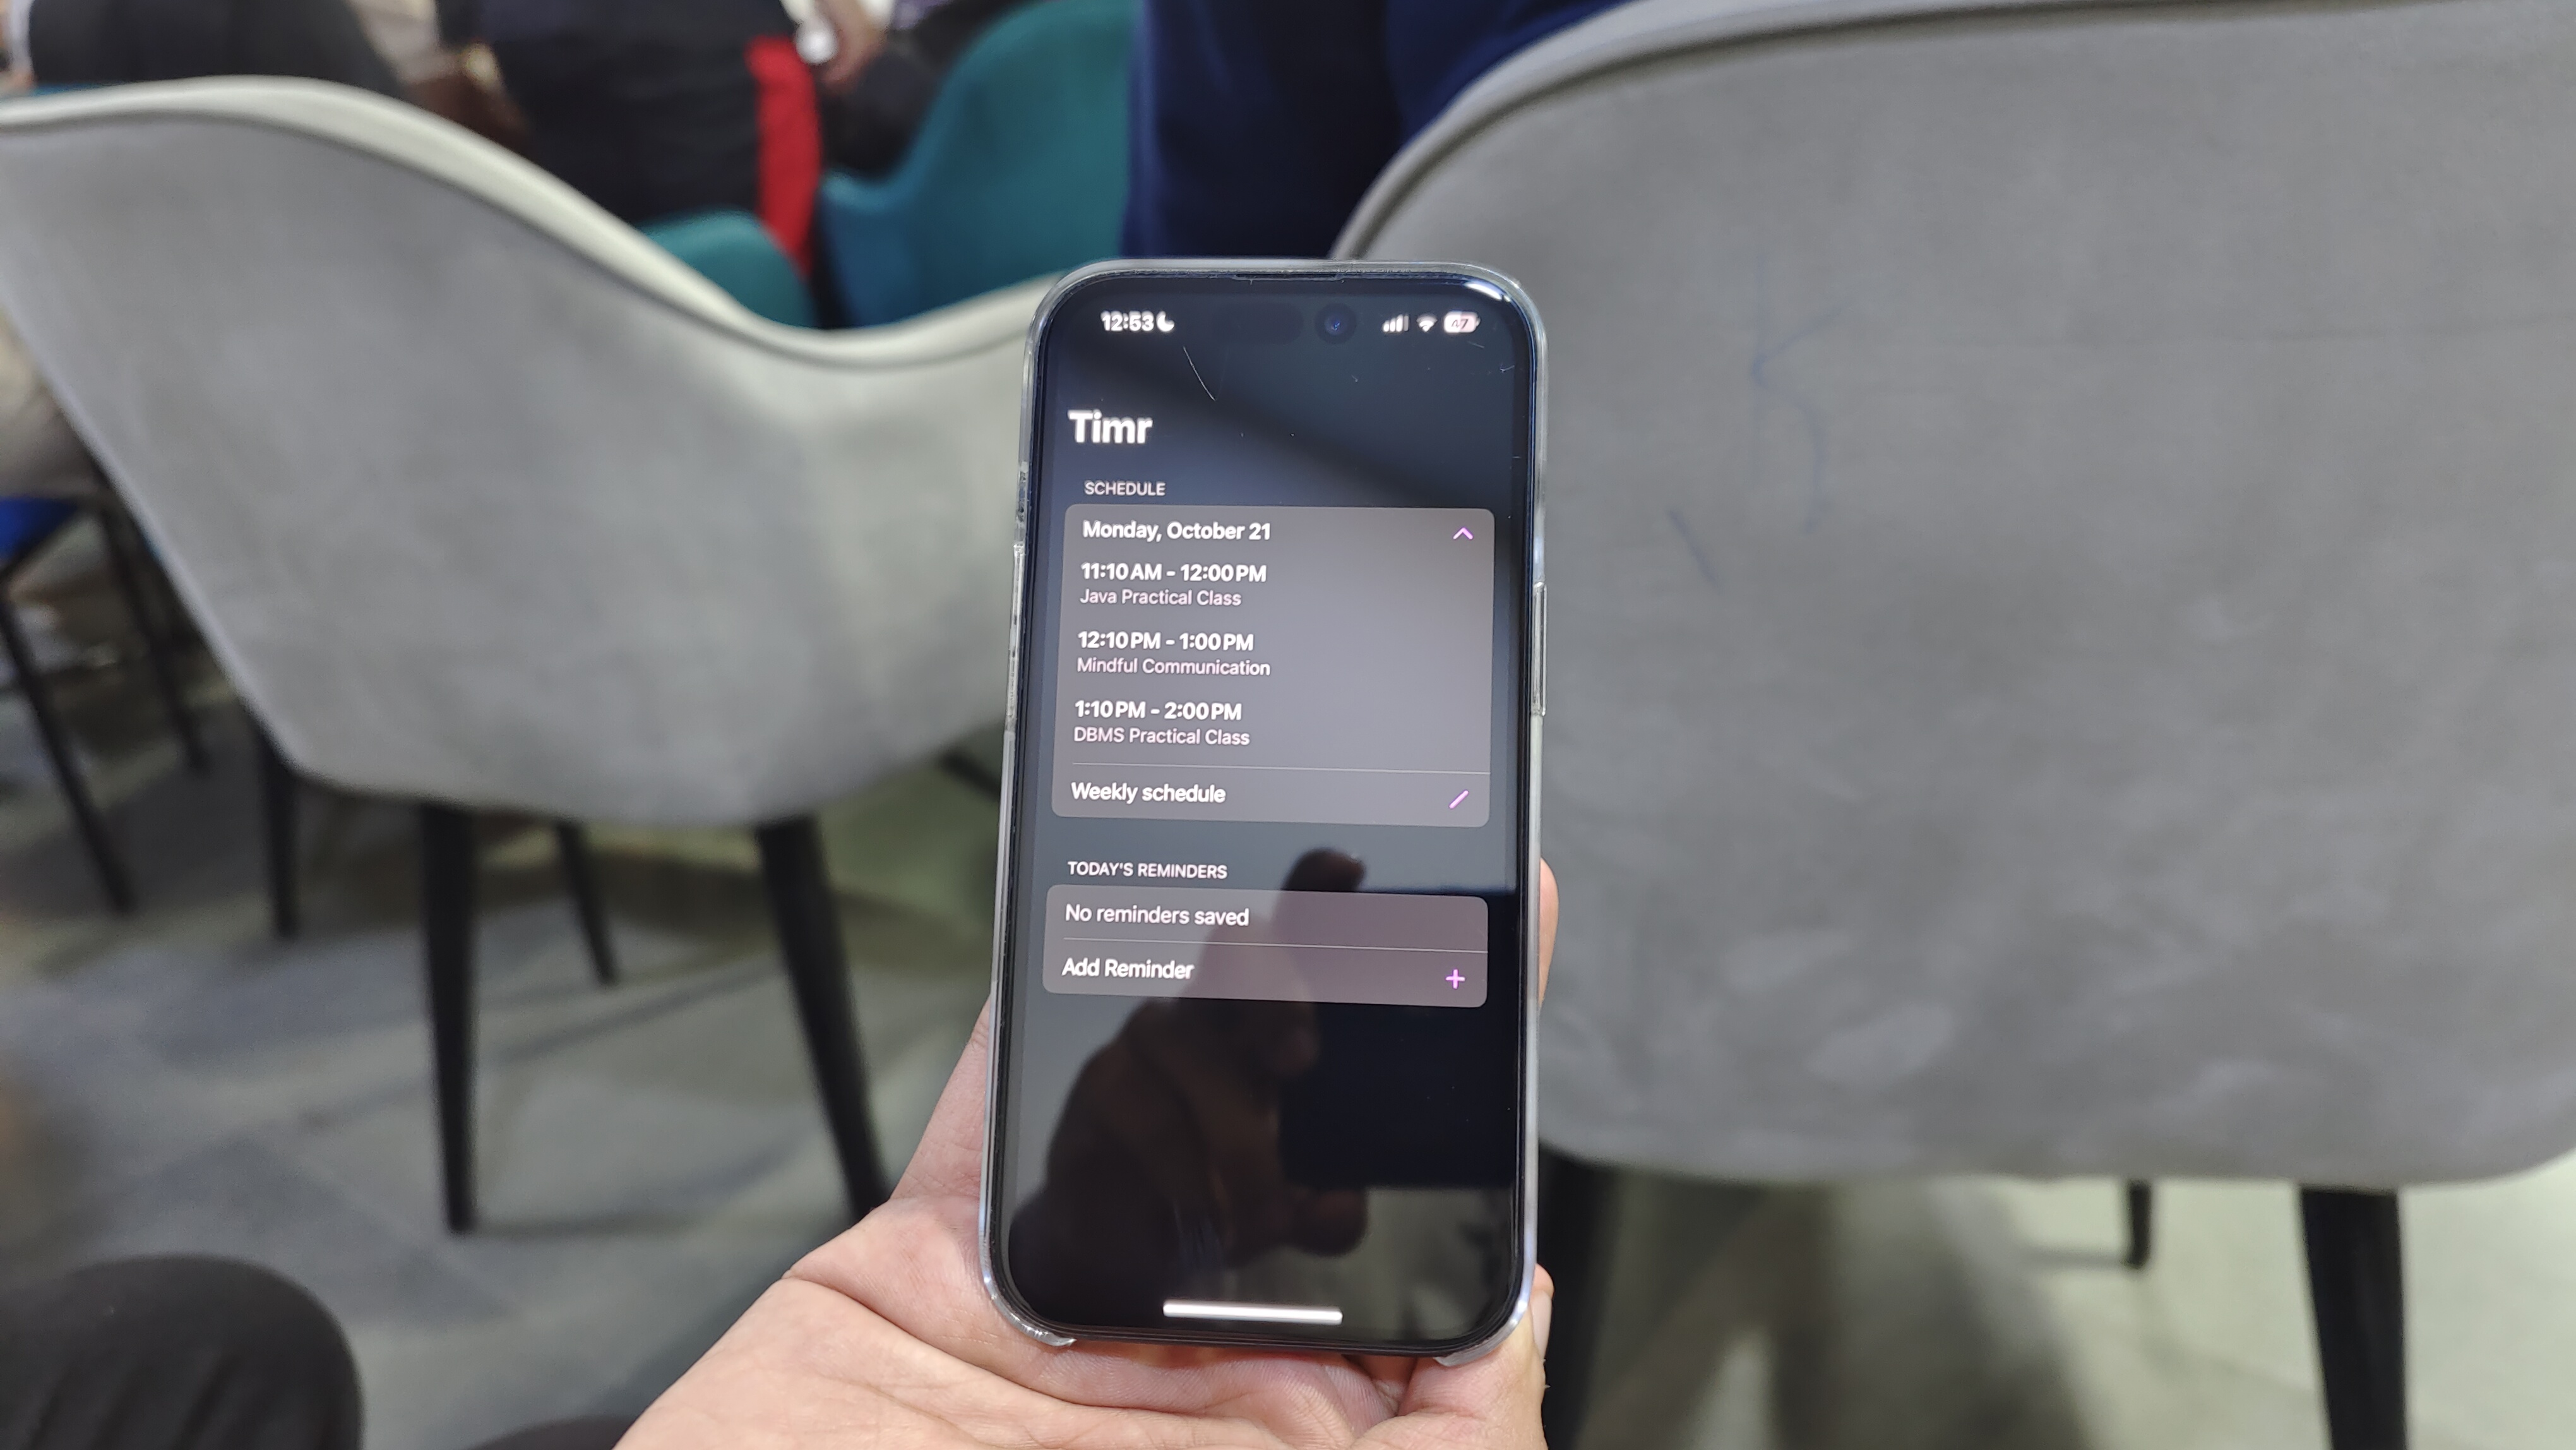 12:53
47
Timr
SCHEDULE
Monday, October 21
11:10 AM - 12:00 PM
Java Practical Class
12:10 PM - 1:00 PM
Mindful Communication
1:10 PM - 2:00 PM
DBMS Practical Class
Weekly schedule
TODAY'S REMINDERS
No reminders saved
Add Reminder